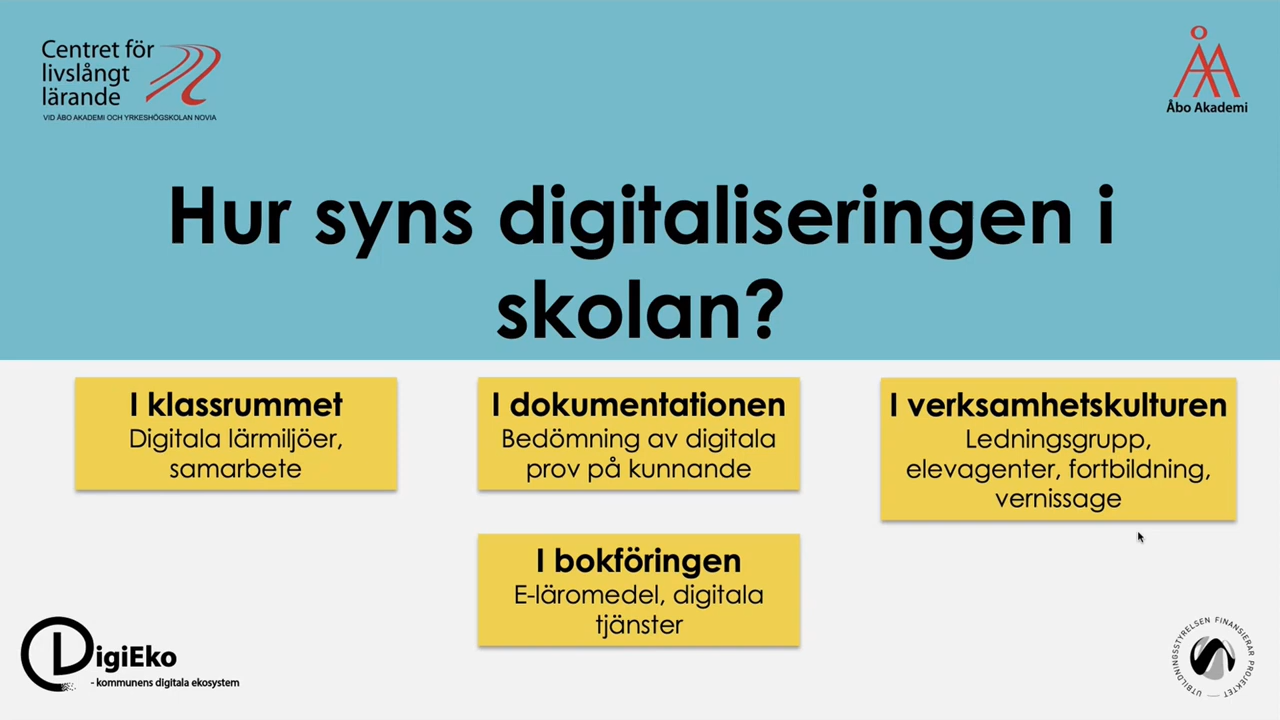 Centret för
livslångt
lärande
VID ÅBO AKADEMI OCH YRKESHÖGSKOLAN NOVIA
Åbo Akademi
Hur syns digitaliseringen i
skolan?
I klassrummet
Digitala lärmiljöer,
samarbete
I dokumentationen
Bedömning av digitala
prov på kunnande
I verksamhetskulturen
Ledningsgrupp,
elevagenter, fortbildning,
vernissage
I bokföringen
E-läromedel, digitala
tjänster
DigiEko
- kommunens digitala ekosystem
UTBILDNINGSSTYRELSEN FINANSIERAR PROJEKTET